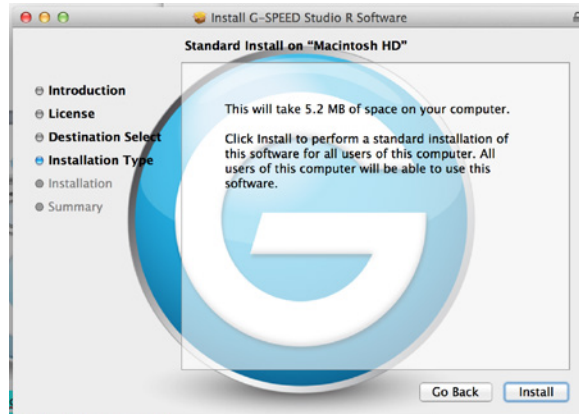 Install G-SPEED Studio R Software
Standard Install on “Macintosh HD”
Introduction
License
Destination Select
Installation Type
Installation
Summary
This will take 5.2 MB of space on your computer.
Click Install to perform a standard installation of
this software for all users of this computer. All
users of this computer will be able to use this
software.
Go Back
Install